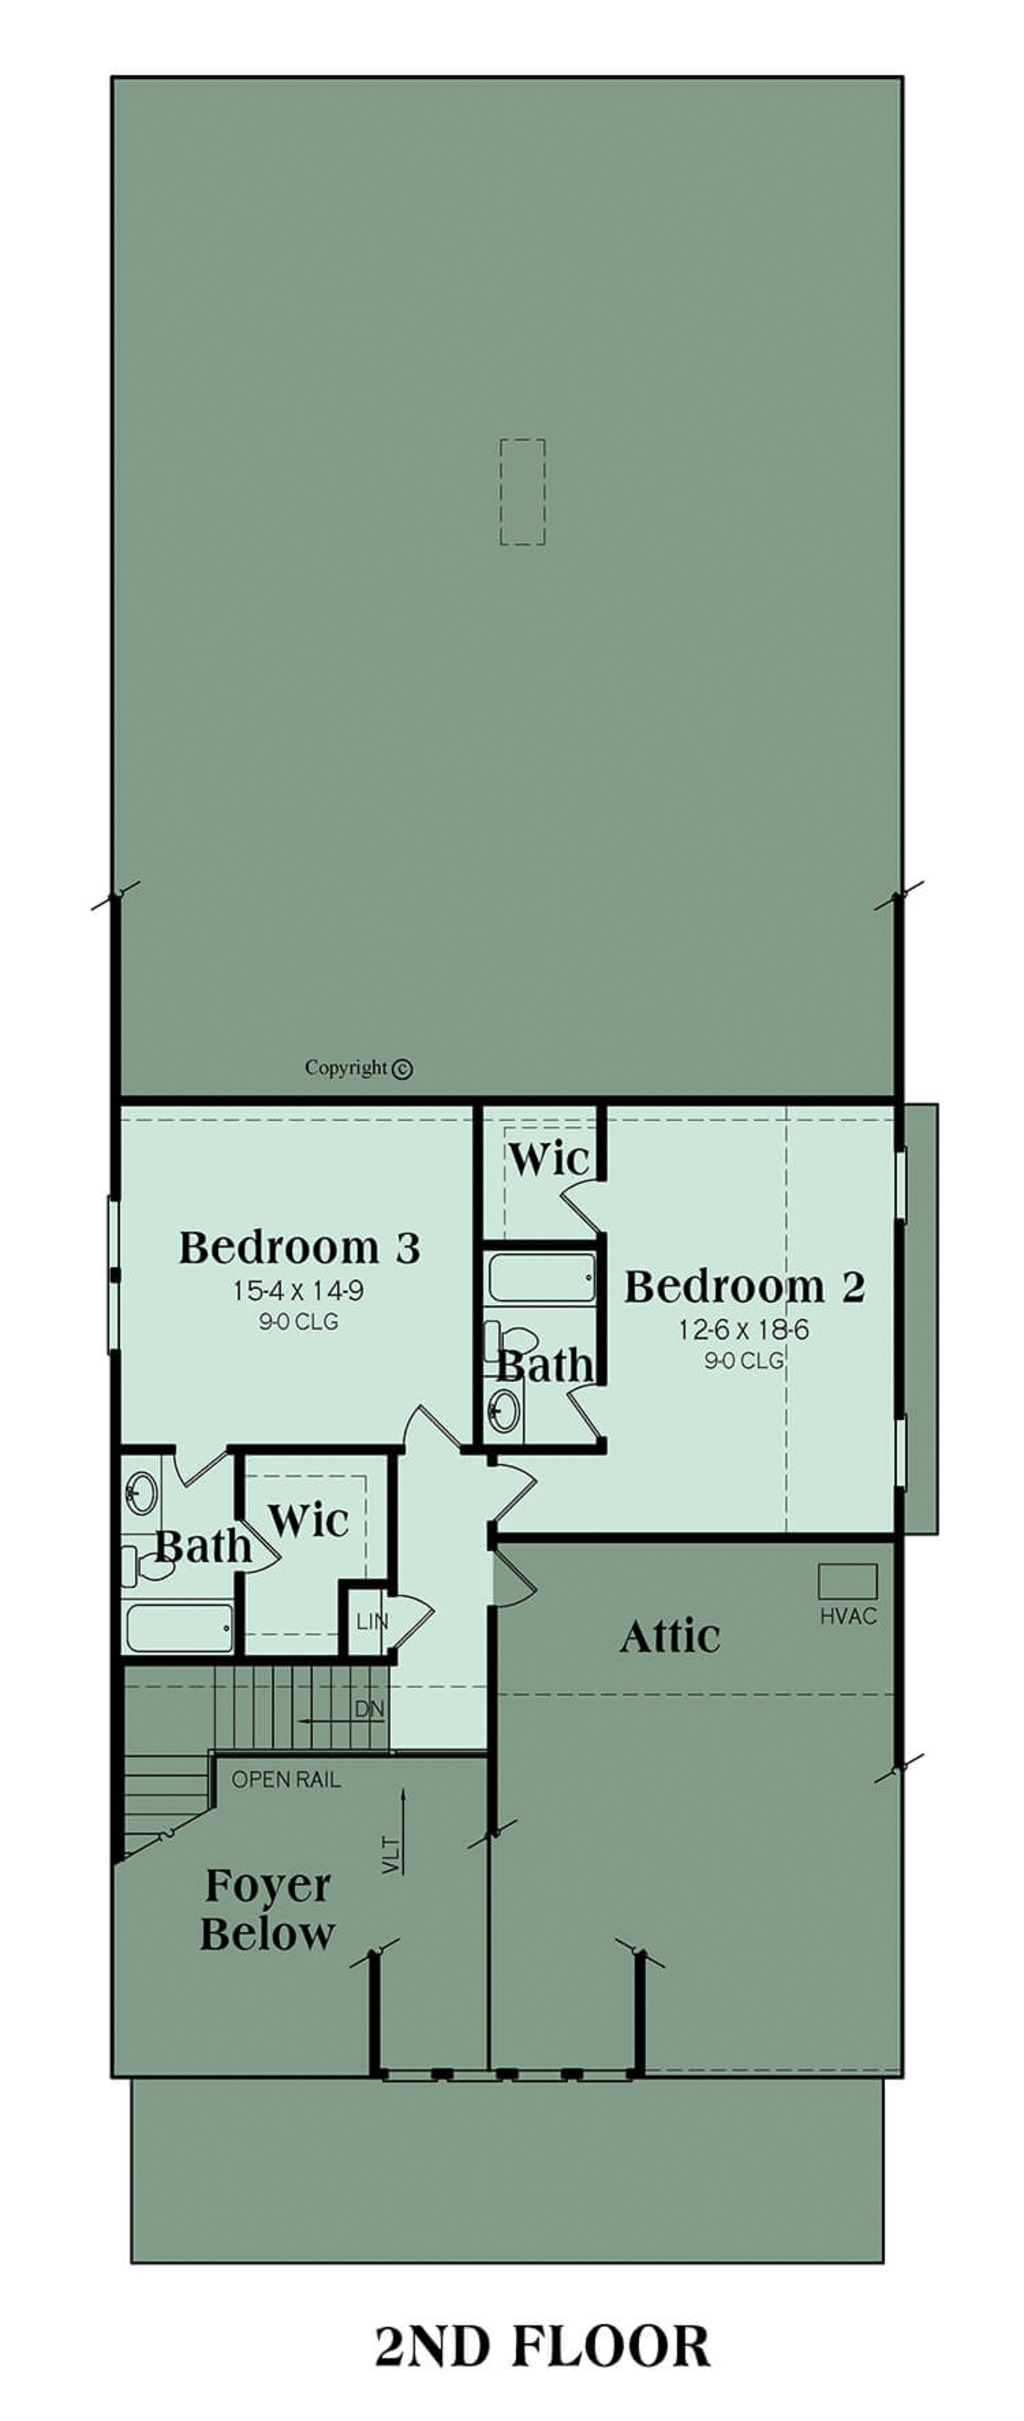 Copyright ©
Wic
Bedroom 3
15-4 x 14-9
9-0 CLG
Bedroom 2
12-6 x 18-6
9-0 CLG
Bath
Wic
Bath
LIN
HVAC
Attic
DN
OPEN RAIL
VLT
Foyer
Below
2ND FLOOR